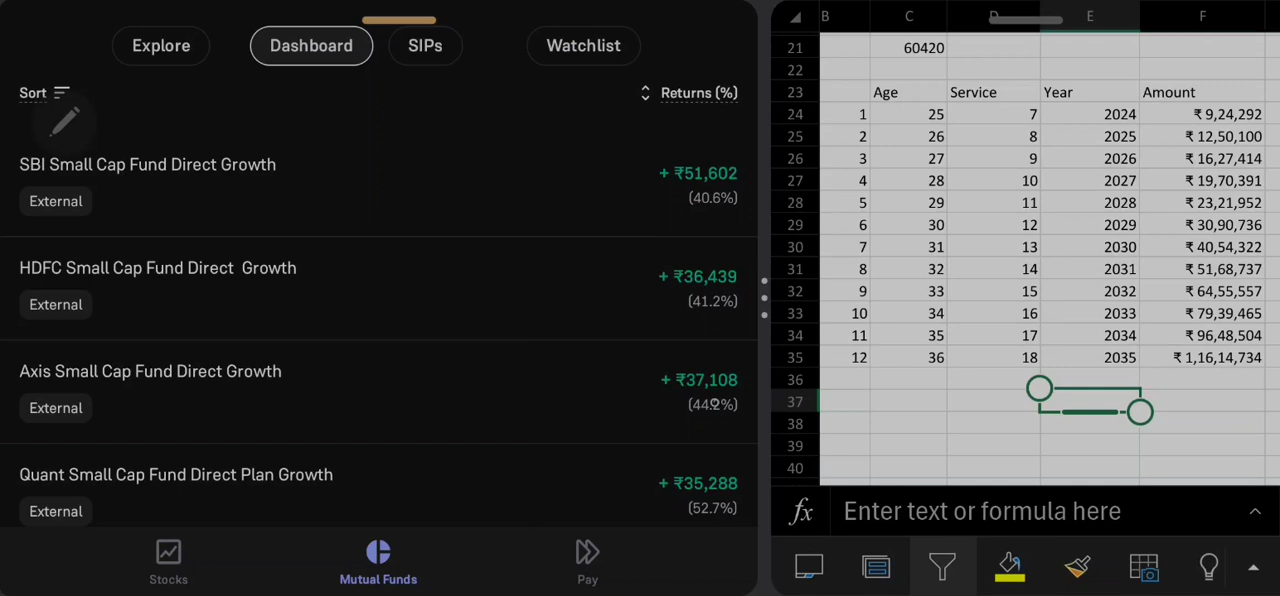 Explore Dashboard SIPs Watchlist
Sort Returns (%)
SBI Small Cap Fund Direct Growth
+ ₹51,602
External
(40.6%)
HDFC Small Cap Fund Direct Growth
+ ₹36,439
External
(41.2%)
Axis Small Cap Fund Direct Growth
+ ₹37,108
External
(44.2%)
Quant Small Cap Fund Direct Plan Growth
+ ₹35,288
External
(52.7%)
Stocks Mutual Funds Pay
B C D E F
21 60420
22
23 Age Service Year Amount
24 1 25 7 2024 ₹ 9,24,292
25 2 26 8 2025 ₹ 12,50,100
26 3 27 9 2026 ₹ 16,27,414
27 4 28 10 2027 ₹ 19,70,391
28 5 29 11 2028 ₹ 23,21,952
29 6 30 12 2029 ₹ 30,90,736
30 7 31 13 2030 ₹ 40,54,322
31 8 32 14 2031 ₹ 51,68,737
32 9 33 15 2032 ₹ 64,55,557
33 10 34 16 2033 ₹ 79,39,465
34 11 35 17 2034 ₹ 96,48,504
35 12 36 18 2035 ₹ 1,16,14,734
36
37
38
39
40
fx Enter text or formula here